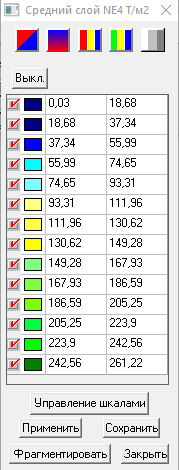 Средний слой NE4 Т/м2
Выкл.
0,03 18,68
18,68 37,34
37,34 55,99
55,99 74,65
74,65 93,31
93,31 111,96
111,96 130,62
130,62 149,28
149,28 167,93
167,93 186,59
186,59 205,25
205,25 223,9
223,9 242,56
242,56 261,22
Управление шкалами
Применить Сохранить
Фрагментировать Закрыть